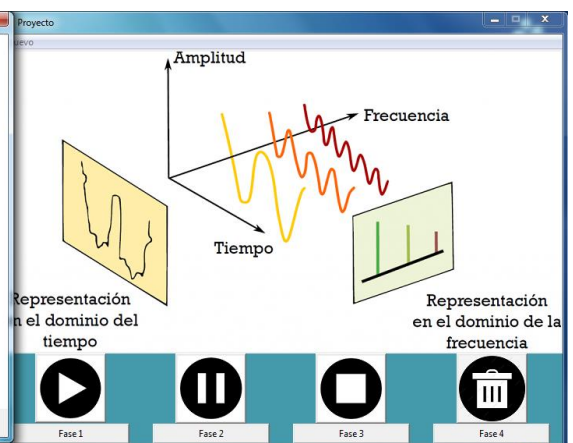 Proyecto
uevo
Amplitud
Frecuencia
Tiempo
Representación
n el dominio del
tiempo
Representación
en el dominio de la
frecuencia
Fase 1
Fase 2
Fase 3
Fase 4